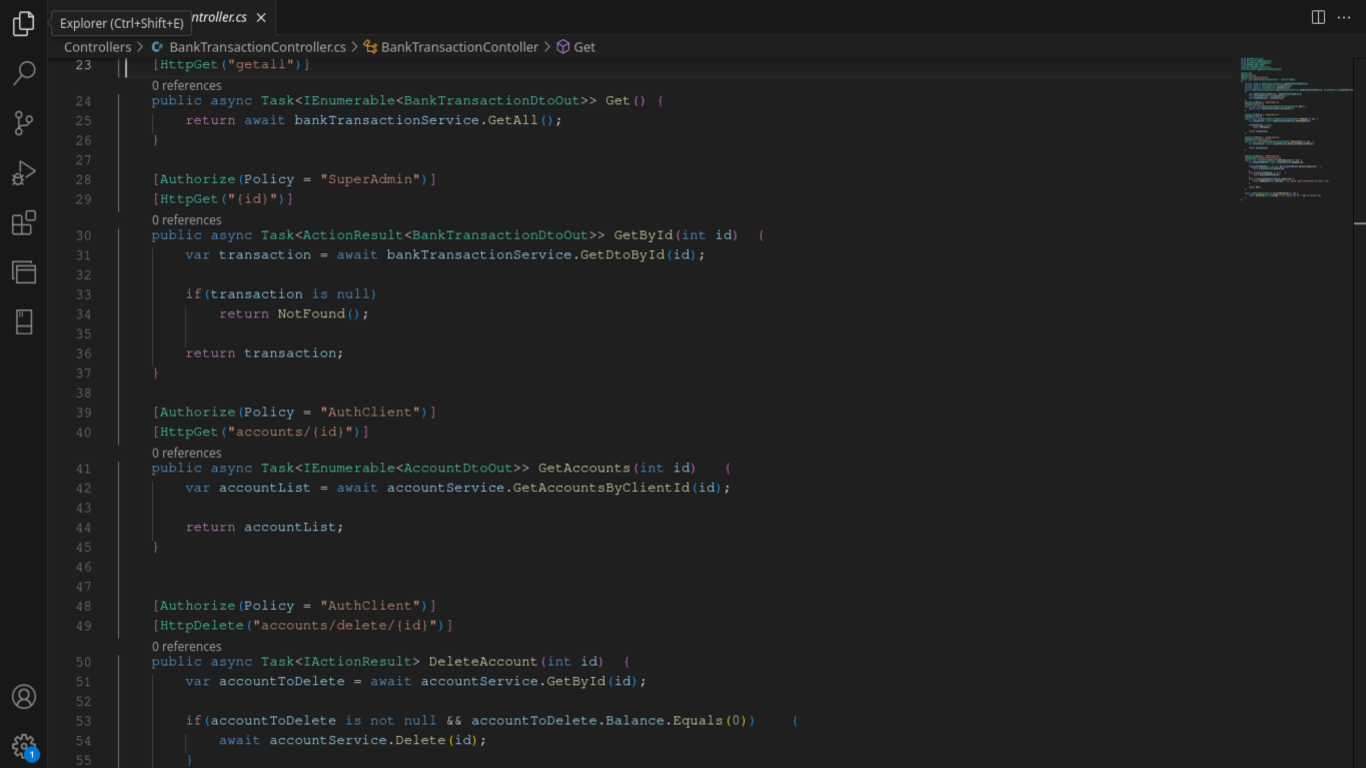 Explorer (Ctrl+Shift+E)
ntroller.cs
Controllers > BankTransactionController.cs > BankTransactionContoller > Get
23 [HttpGet("getall")]
0 references
24 public async Task<IEnumerable<BankTransactionDtoOut>> Get() {
25 return await bankTransactionService.GetAll();
26 }
27
28 [Authorize(Policy = "SuperAdmin")]
29 [HttpGet("{id}")]
0 references
30 public async Task<ActionResult<BankTransactionDtoOut>> GetById(int id) {
31 var transaction = await bankTransactionService.GetDtoById(id);
32
33 if(transaction is null)
34 return NotFound();
35
36 return transaction;
37 }
38
39 [Authorize(Policy = "AuthClient")]
40 [HttpGet("accounts/{id}")]
0 references
41 public async Task<IEnumerable<AccountDtoOut>> GetAccounts(int id) {
42 var accountList = await accountService.GetAccountsByClientId(id);
43
44 return accountList;
45 }
46
47
48 [Authorize(Policy = "AuthClient")]
49 [HttpDelete("accounts/delete/{id}")]
0 references
50 public async Task<IActionResult> DeleteAccount(int id) {
51 var accountToDelete = await accountService.GetById(id);
52
53 if(accountToDelete is not null && accountToDelete.Balance.Equals(0)) {
54 await accountService.Delete(id);
55 }
1